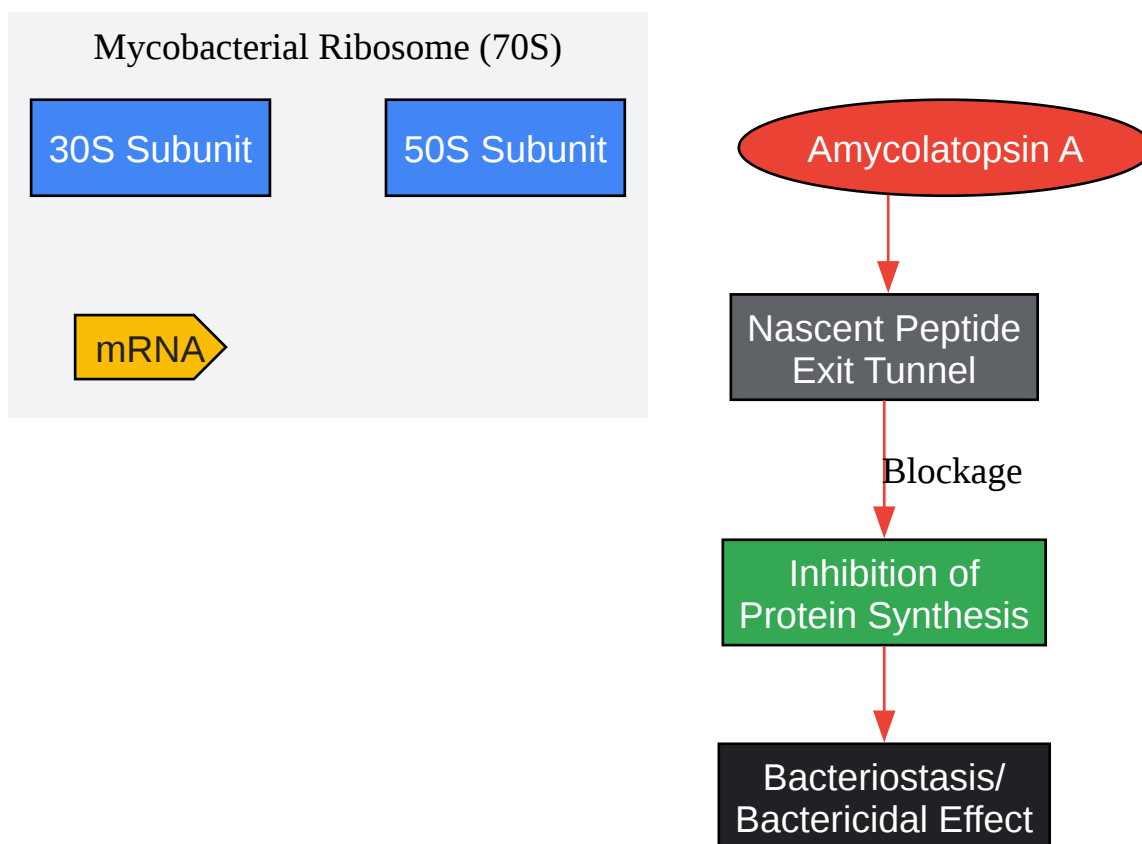 Mycobacterial Ribosome (70S)
30S Subunit
50S Subunit
mRNA
Amycolatopsin A
Nascent Peptide
Exit Tunnel
Blockage
Inhibition of
Protein Synthesis
Bacteriostasis/
Bactericidal Effect